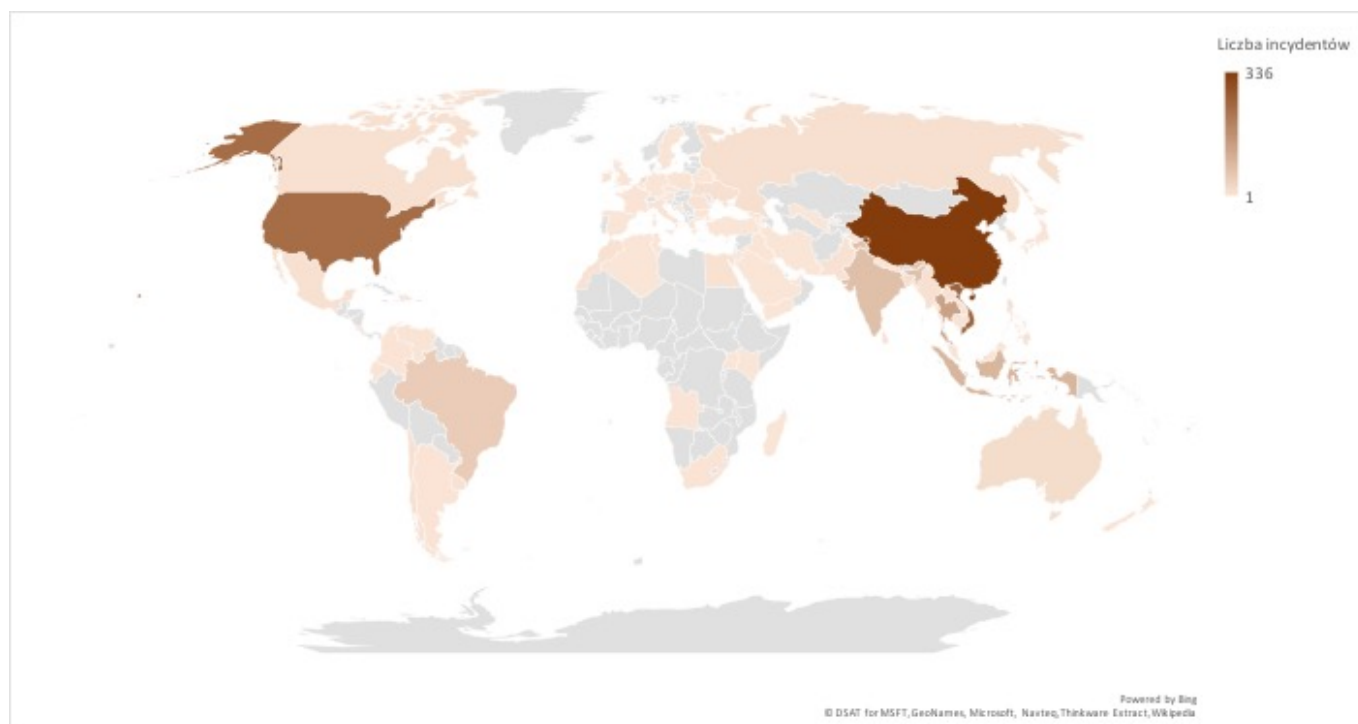 Liczba incydentów
336
1
Powered by Bing
© DSAT for MSFT, GeoNames, Microsoft, Navteq, Thinkware Extract, Wikipedia